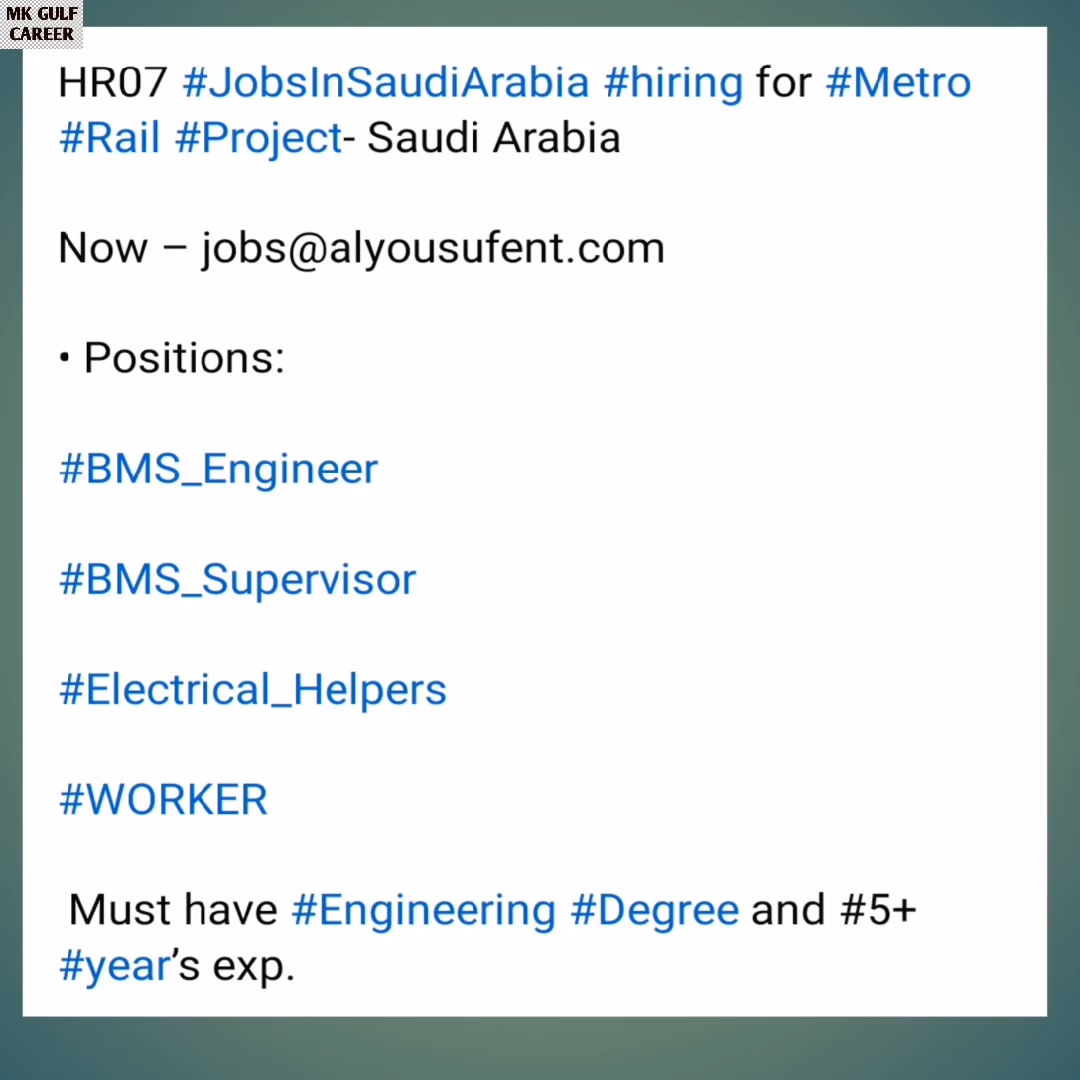 MK GULF
CAREER
HR07 #JobsInSaudiArabia #hiring for #Metro
#Rail #Project- Saudi Arabia
Now – jobs@alyousufent.com
• Positions:
#BMS_Engineer
#BMS_Supervisor
#Electrical_Helpers
#WORKER
Must have #Engineering #Degree and #5+
#year’s exp.